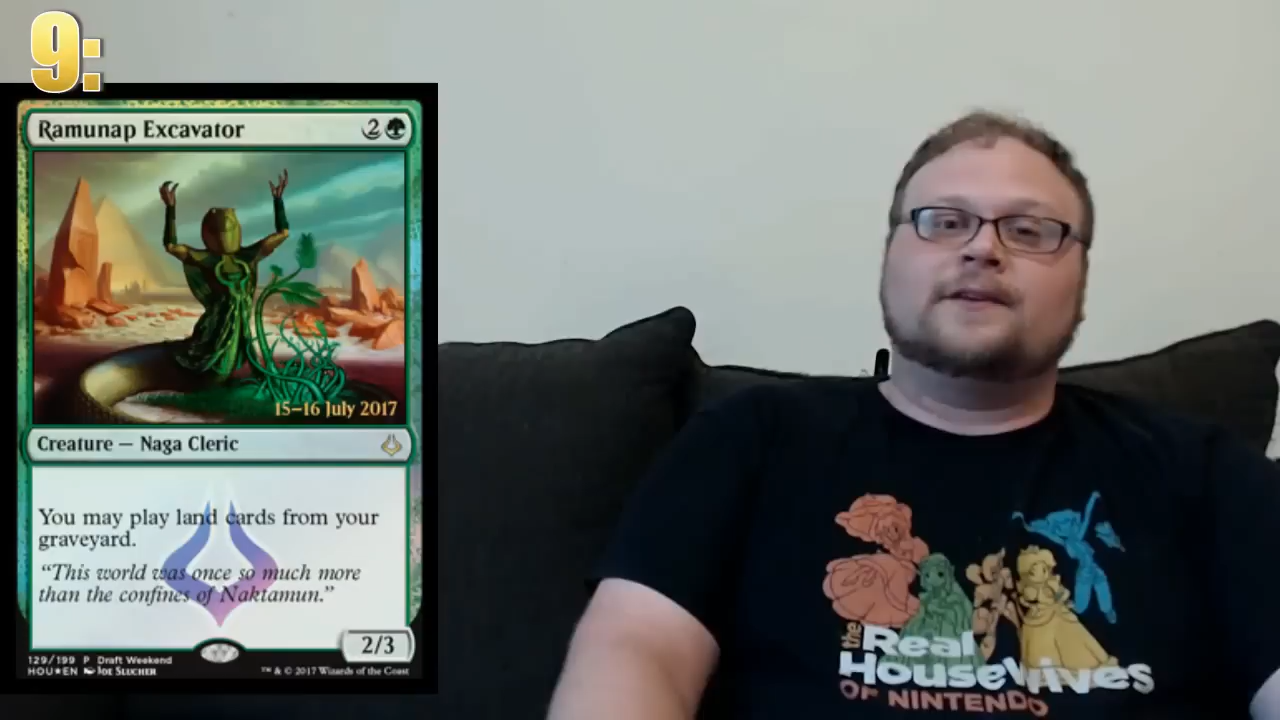 9:
Ramunap Excavator 2
15–16 July 2017
Creature — Naga Cleric
You may play land cards from your
graveyard.
“This world was once so much more
than the confines of Naktamun.”
2/3
129/199 P Draft Weekend
HOU★EN Joe Slucher
™ & © 2017 Wizards of the Coast
the Real
Housewives
OF NINTENDO